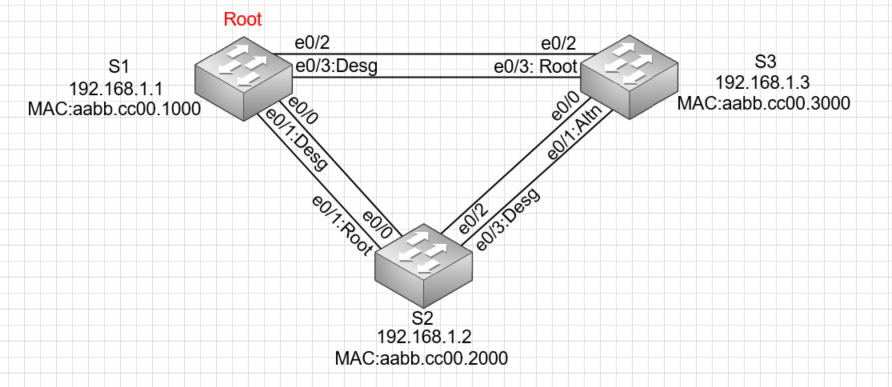 Root
S1
192.168.1.1
MAC:aabb.cc00.1000
e0/2
e0/3:Desg
e0/2
e0/3: Root
S3
192.168.1.3
MAC:aabb.cc00.3000
e0/0
e0/1:Desg
e0/0
e0/1:Altn
e0/0
e0/1:Root
e0/2
e0/3:Desg
S2
192.168.1.2
MAC:aabb.cc00.2000